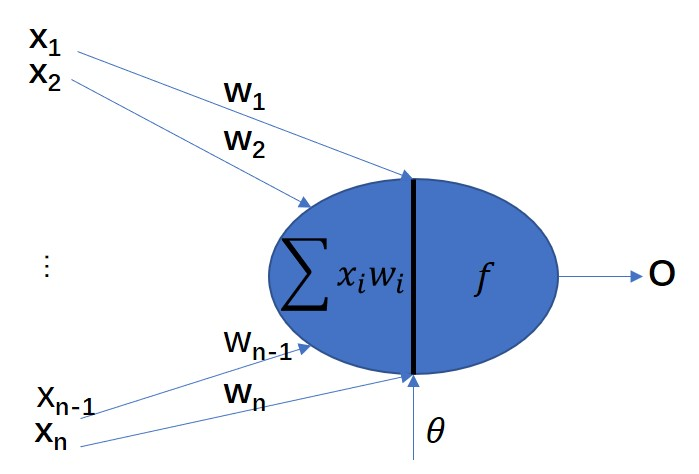 x₁
x₂
w₁
w₂
⋮
∑ xᵢwᵢ
f
O
wₙ₋₁
xₙ₋₁
wₙ
xₙ
θ